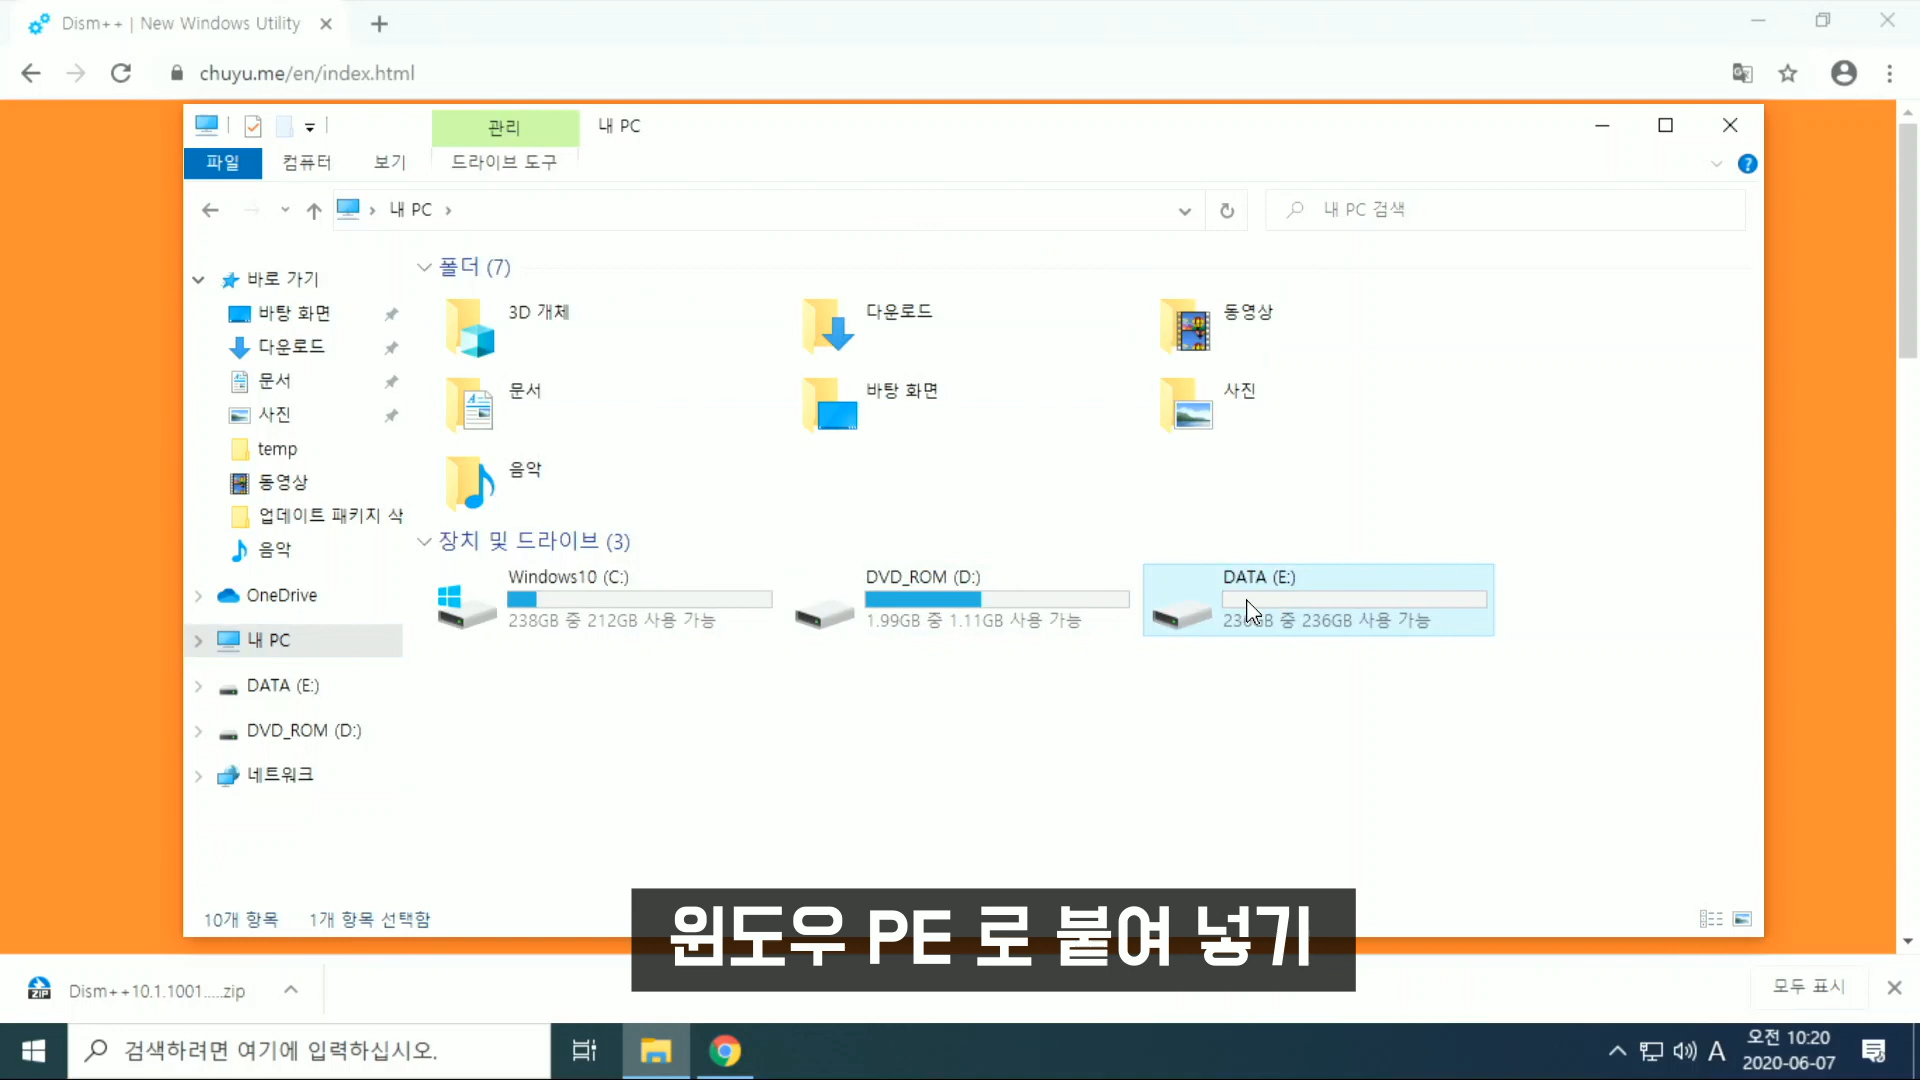 Dism++ | New Windows Utility
chuyu.me/en/index.html
관리
내 PC
파일
컴퓨터
보기
드라이브 도구
내 PC
내 PC 검색
바로 가기
바탕 화면
다운로드
문서
사진
temp
동영상
업데이트 패키지 삭
음악
OneDrive
내 PC
DATA (E:)
DVD_ROM (D:)
네트워크
폴더 (7)
3D 개체
다운로드
동영상
문서
바탕 화면
사진
음악
장치 및 드라이브 (3)
Windows10 (C:)
238GB 중 212GB 사용 가능
DVD_ROM (D:)
1.99GB 중 1.11GB 사용 가능
DATA (E:)
236GB 중 236GB 사용 가능
10개 항목
1개 항목 선택함
윈도우 PE 로 붙여 넣기
ZIP
Dism++10.1.1001.....zip
모두 표시
검색하려면 여기에 입력하십시오.
A
오전 10:20
2020-06-07